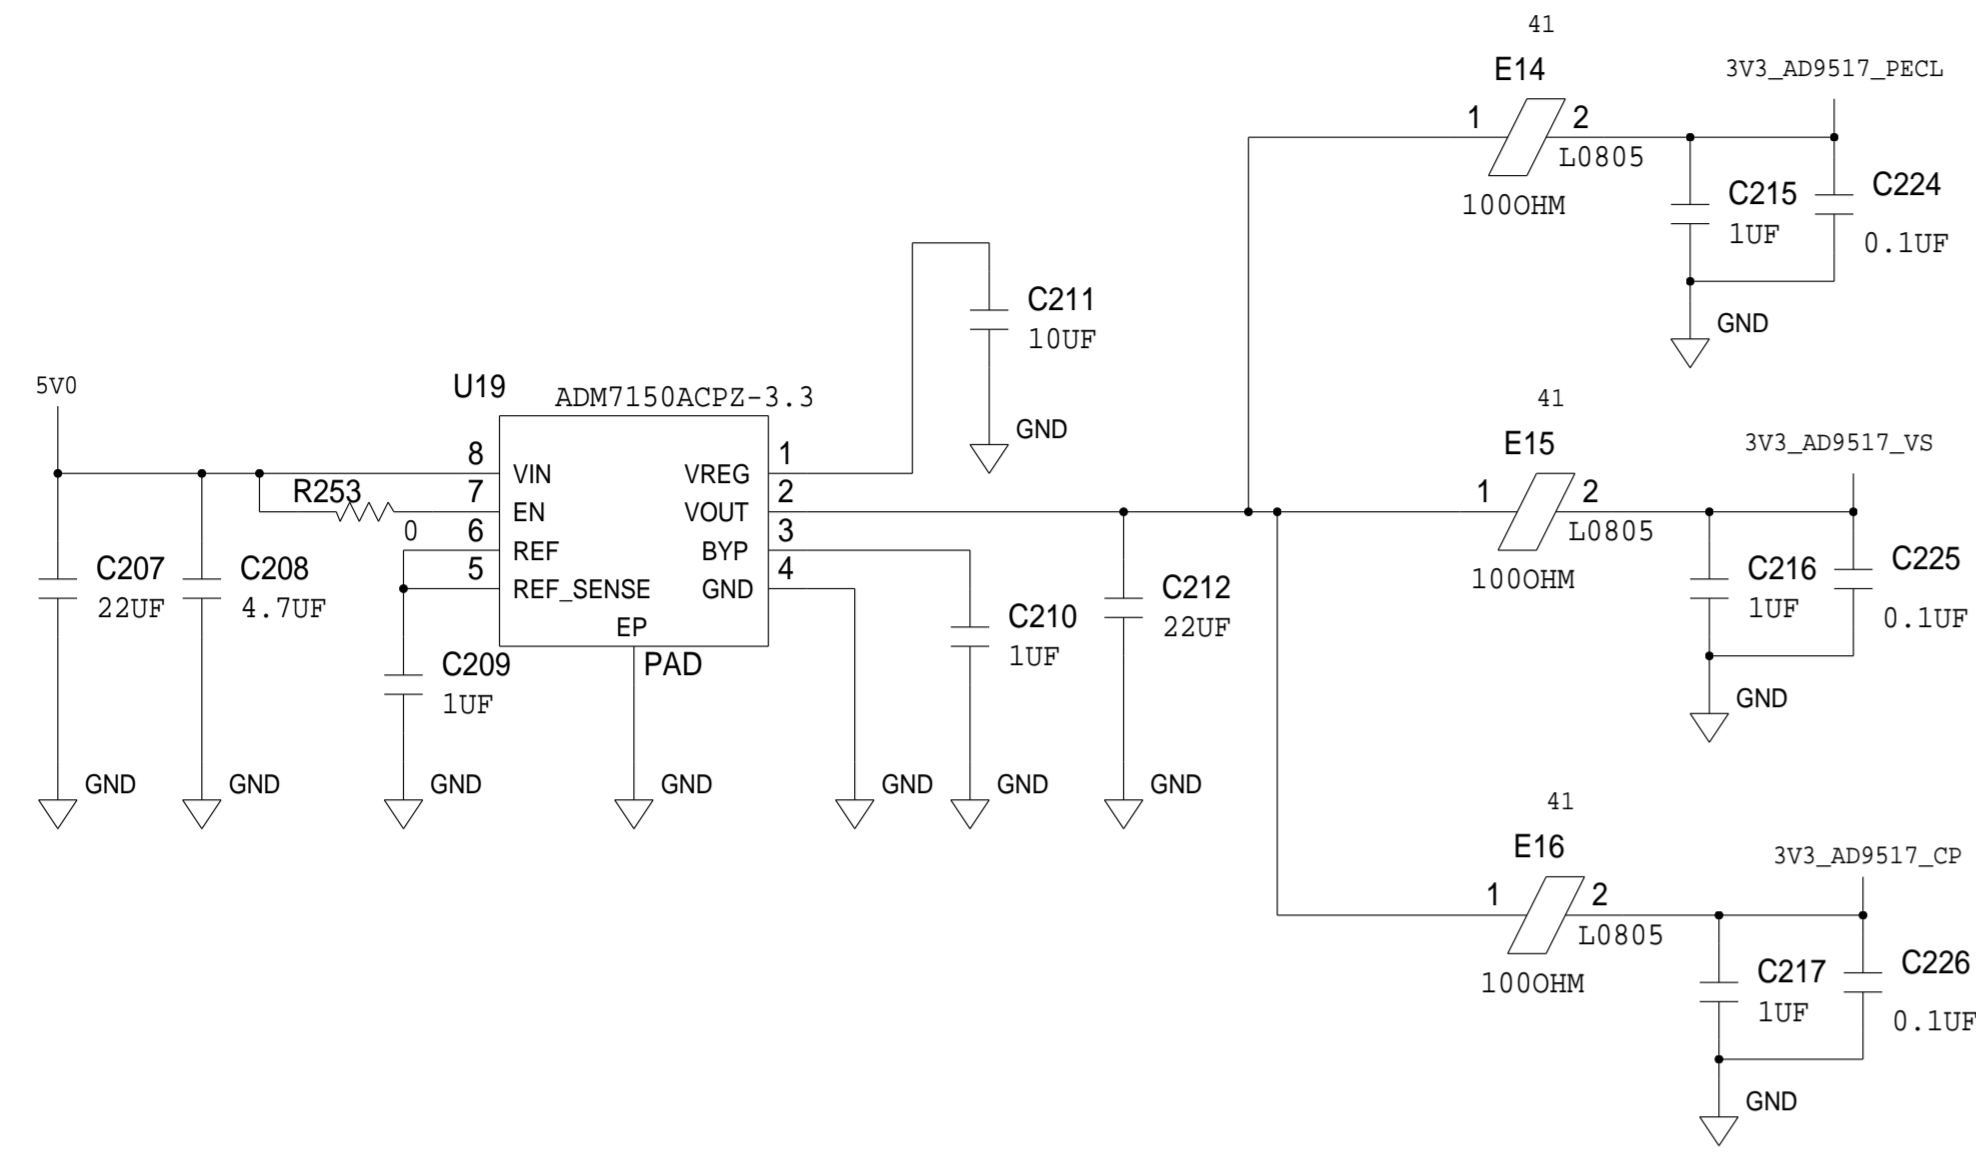 41
E14
3V3_AD9517_PECL
1
2
L0805
100OHM
C215
1UF
C224
0.1UF
GND
C211
10UF
GND
5V0
U19
ADM7150ACPZ-3.3
8
VIN
VREG
1
R253
0
7
EN
VOUT
2
6
REF
BYP
3
5
REF_SENSE
GND
4
EP
PAD
C207
22UF
C208
4.7UF
C209
1UF
C210
1UF
C212
22UF
GND
GND
GND
GND
GND
GND
GND
41
E15
3V3_AD9517_VS
1
2
L0805
100OHM
C216
1UF
C225
0.1UF
GND
41
E16
3V3_AD9517_CP
1
2
L0805
100OHM
C217
1UF
C226
0.1UF
GND